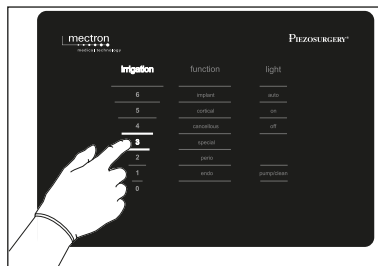 mectron
medical technology
PIEZOSURGERY®
Irrigation function light
6 implant auto
5 cortical on
4 cancellous off
3 special
2 perio
1 endo pump/clean
0